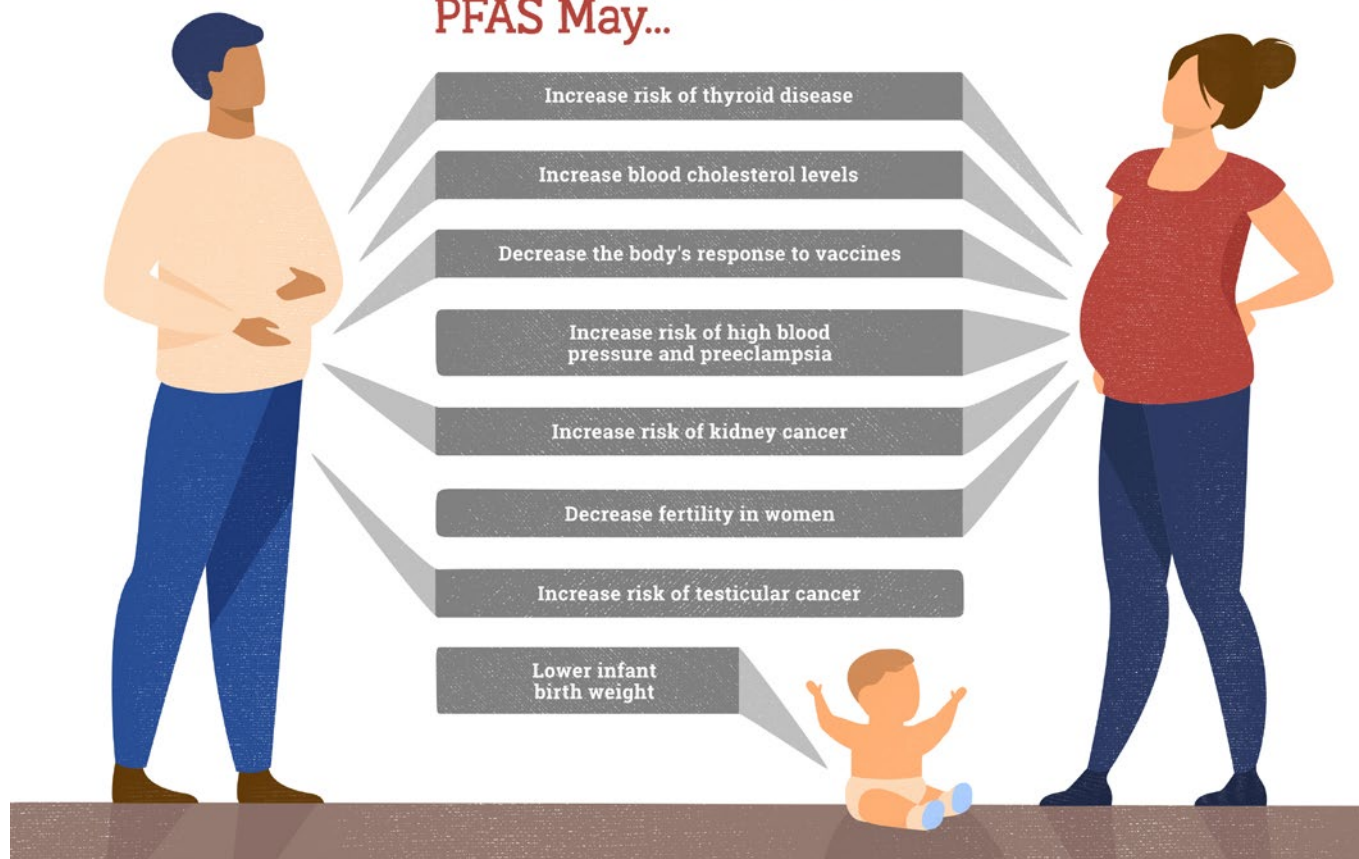 PFAS May...
Increase risk of thyroid disease
Increase blood cholesterol levels
Decrease the body's response to vaccines
Increase risk of high blood
pressure and preeclampsia
Increase risk of kidney cancer
Decrease fertility in women
Increase risk of testicular cancer
Lower infant
birth weight